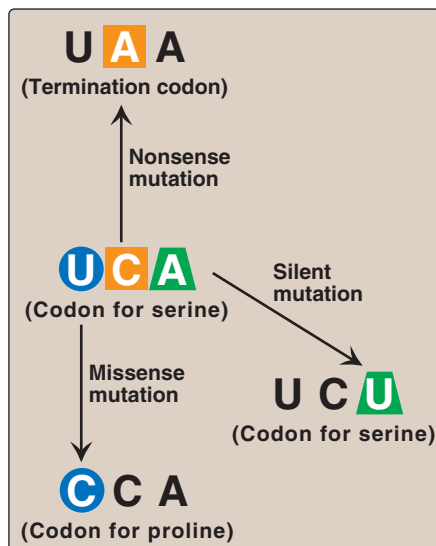 U A A
(Termination codon)
Nonsense
mutation
U C A
(Codon for serine)
Silent
mutation
Missense
mutation
U C U
(Codon for serine)
C C A
(Codon for proline)